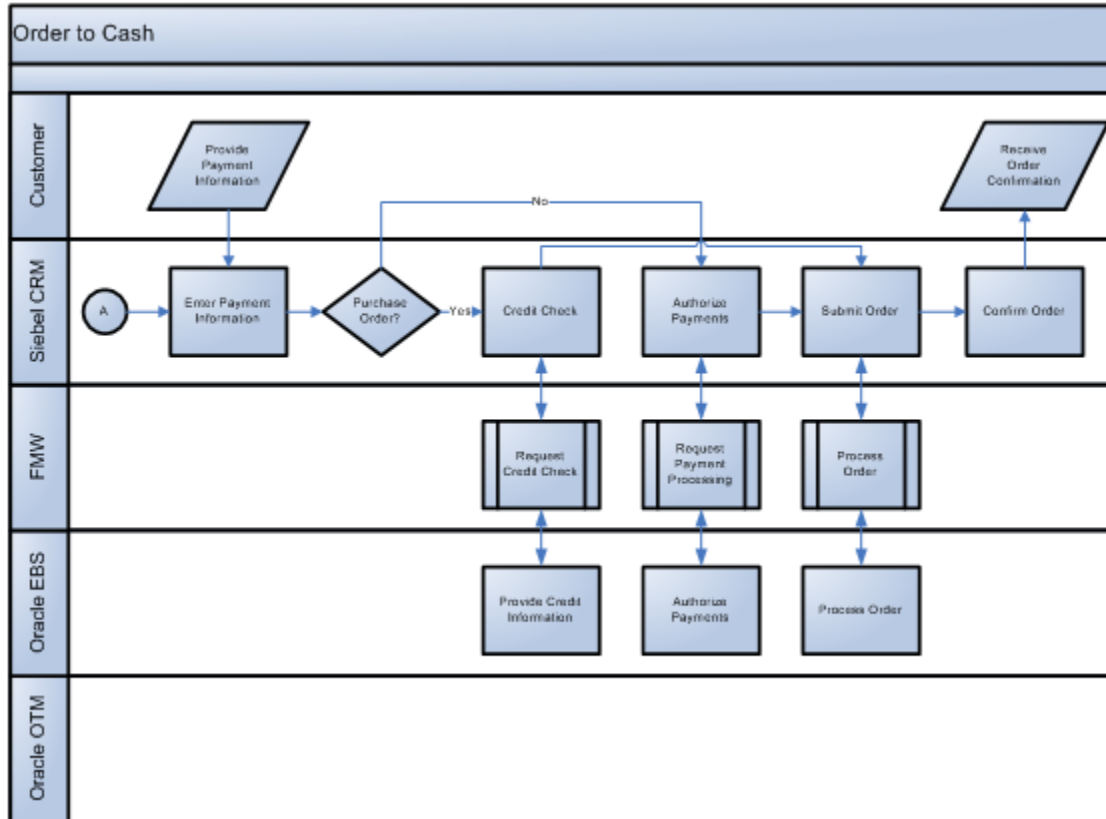 Order to Cash
Customer
Provide
Payment
Information
Receive
Order
Confirmation
No
Siebel CRM
A
Enter Payment
Information
Purchase
Order?
Yes
Credit Check
Authorize
Payments
Submit Order
Confirm Order
FMW
Request
Credit Check
Request
Payment
Processing
Process
Order
Oracle EBS
Provide Credit
Information
Authorize
Payments
Process Order
Oracle OTM